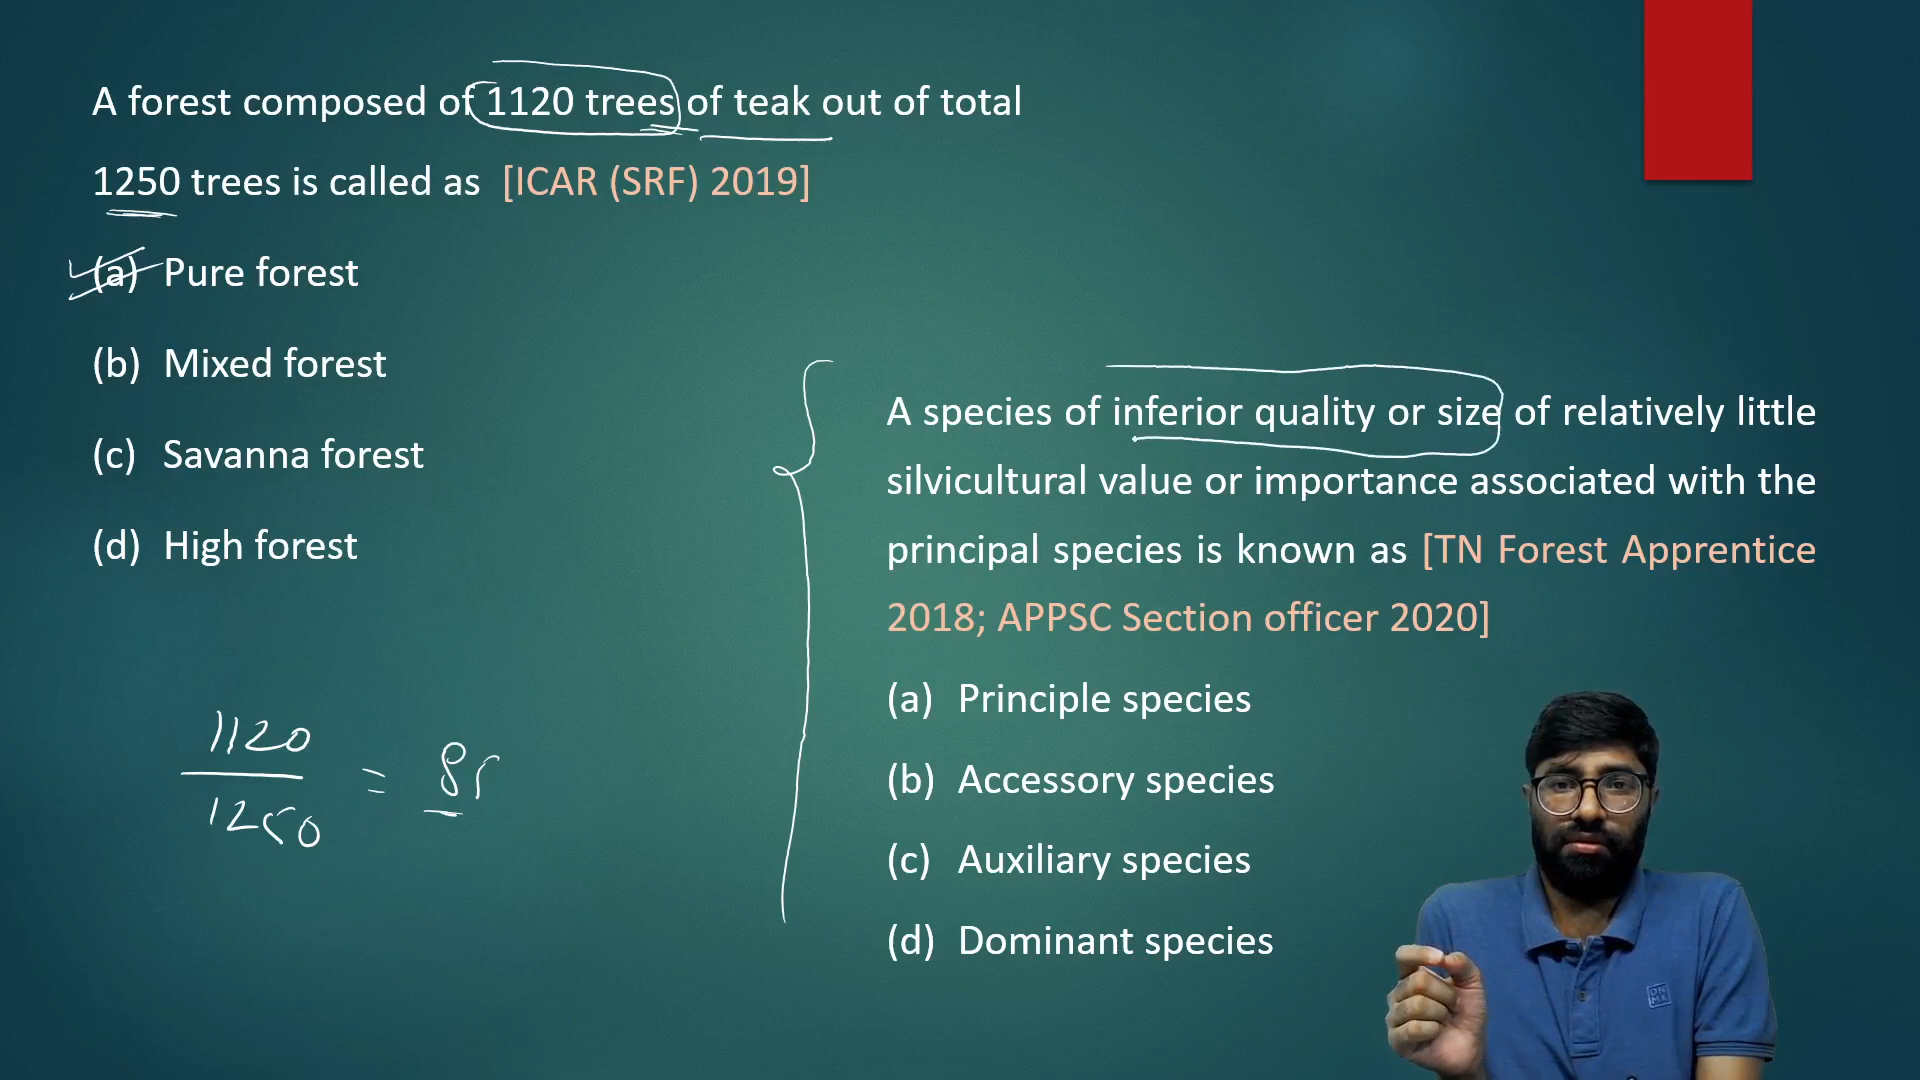 A forest composed of 1120 trees of teak out of total
1250 trees is called as [ICAR (SRF) 2019]
(a) Pure forest
(b) Mixed forest
(c) Savanna forest
(d) High forest
1120
1250
=
A species of inferior quality or size of relatively little
silvicultural value or importance associated with the
principal species is known as [TN Forest Apprentice
2018; APPSC Section officer 2020]
(a) Principle species
(b) Accessory species
(c) Auxiliary species
(d) Dominant species
DN
MX